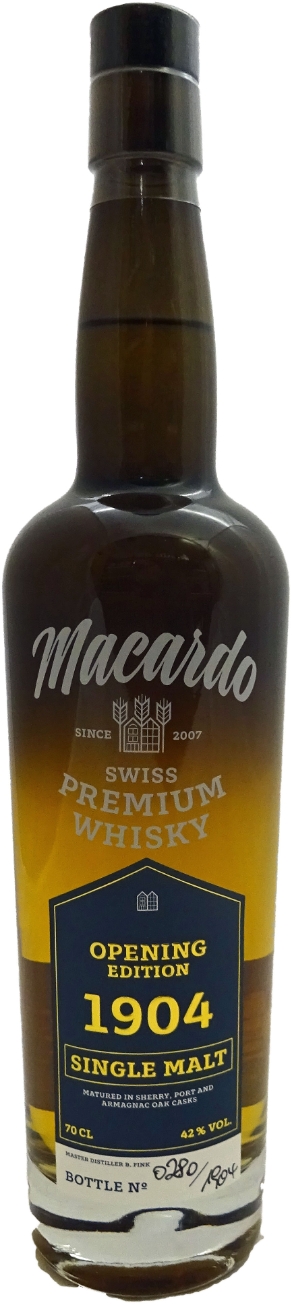 Macardo
SINCE 2007
SWISS
PREMIUM
WHISKY
OPENING
EDITION
1904
SINGLE MALT
MATURED IN SHERRY, PORT AND
ARMAGNAC OAK CASKS
70 CL 42 % VOL.
MASTER DISTILLER B. FINK
BOTTLE Nº 0280/1904